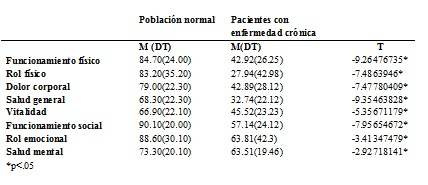 Población normal Pacientes con enfermedad crónica
M (DT) M(DT) T
Funcionamiento físico 84.70(24.00) 42.92(26.25) -9.26476735*
Rol físico 83.20(35.20) 27.94(42.98) -7.4863946*
Dolor corporal 79.00(22.30) 42.89(28.12) -7.47780409*
Salud general 68.30(22.30) 32.74(22.12) -9.35463828*
Vitalidad 66.90(22.10) 45.52(23.23) -5.35671179*
Funcionamiento social 90.10(20.00) 57.14(24.12) -7.95654672*
Rol emocional 88.60(30.10) 63.81(42.3) -3.41347479*
Salud mental 73.30(20.10) 63.51(19.46) -2.92718141*
*p<.05